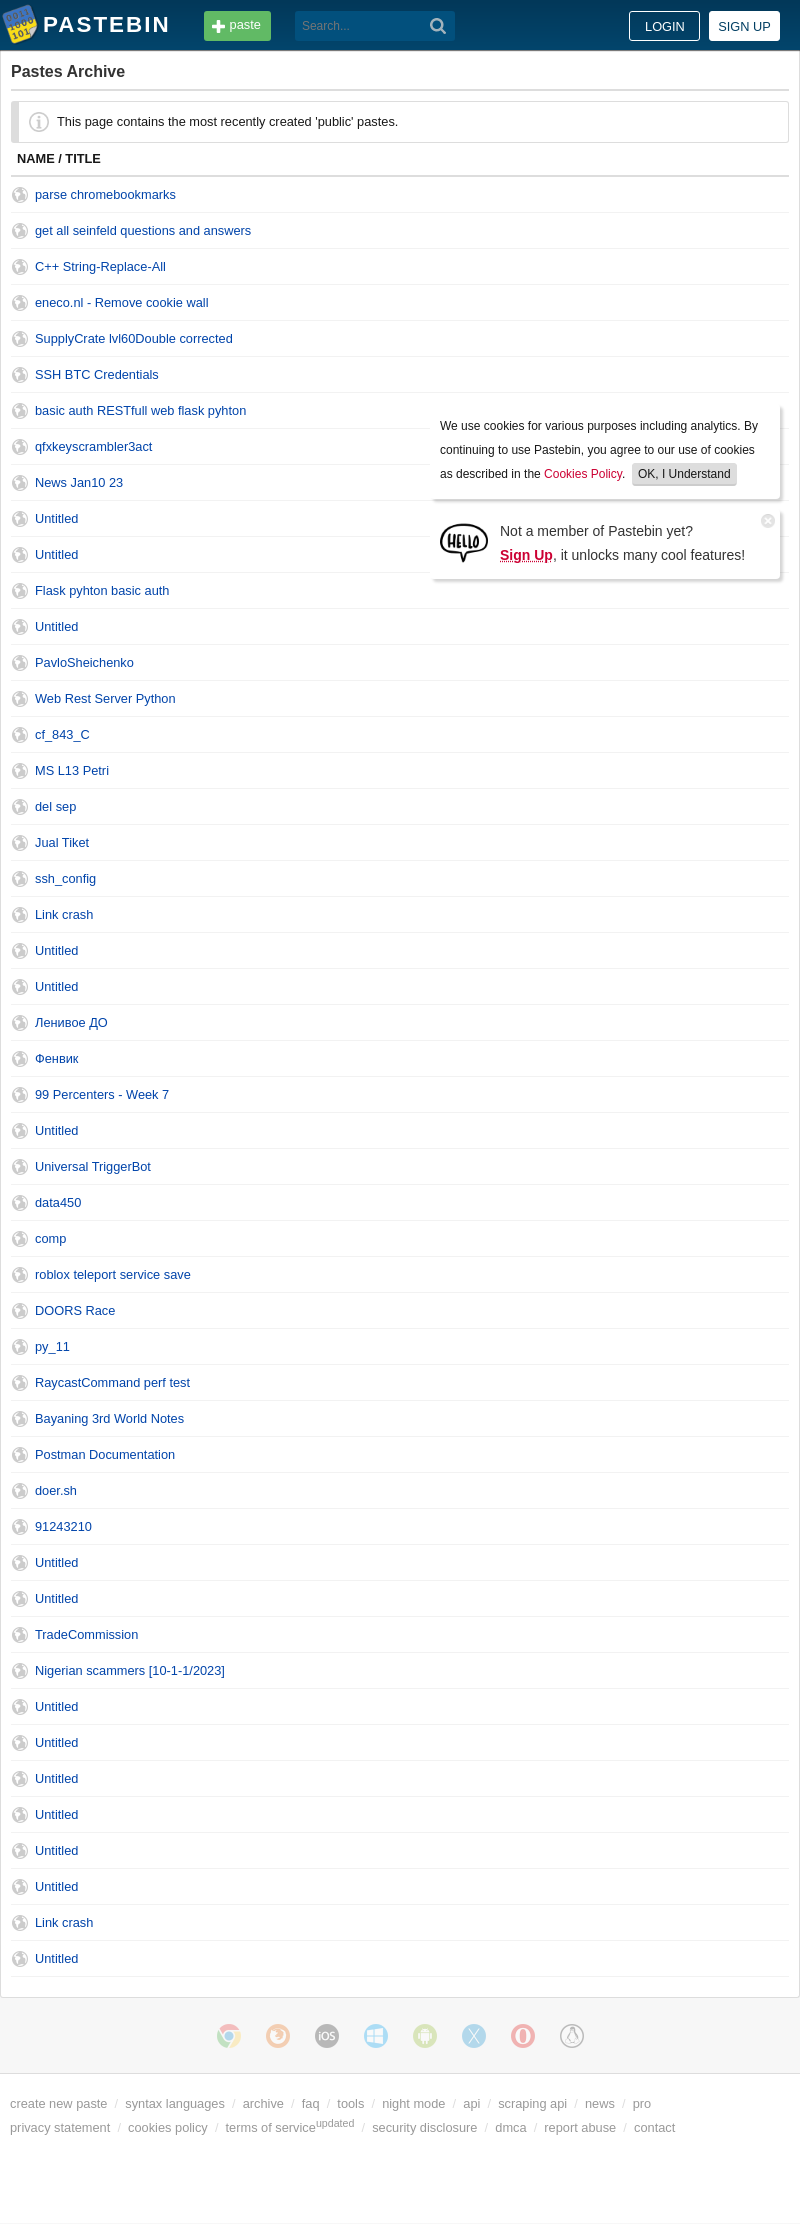 PASTEBIN
paste
Search...
LOGIN
SIGN UP
Pastes Archive
This page contains the most recently created 'public' pastes.
NAME / TITLE
parse chromebookmarks
get all seinfeld questions and answers
C++ String-Replace-All
eneco.nl - Remove cookie wall
SupplyCrate lvl60Double corrected
SSH BTC Credentials
basic auth RESTfull web flask pyhton
qfxkeyscrambler3act
News Jan10 23
Untitled
Untitled
Flask pyhton basic auth
Untitled
PavloSheichenko
Web Rest Server Python
cf_843_C
MS L13 Petri
del sep
Jual Tiket
ssh_config
Link crash
Untitled
Untitled
Ленивое ДО
Фенвик
99 Percenters - Week 7
Untitled
Universal TriggerBot
data450
comp
roblox teleport service save
DOORS Race
py_11
RaycastCommand perf test
Bayaning 3rd World Notes
Postman Documentation
doer.sh
91243210
Untitled
Untitled
TradeCommission
Nigerian scammers [10-1-1/2023]
Untitled
Untitled
Untitled
Untitled
Untitled
Untitled
Link crash
Untitled
We use cookies for various purposes including analytics. By
continuing to use Pastebin, you agree to our use of cookies
as described in the Cookies Policy. OK, I Understand
HELLO
Not a member of Pastebin yet?
Sign Up, it unlocks many cool features!
iOS
create new paste / syntax languages / archive / faq / tools / night mode / api / scraping api / news / pro
privacy statement / cookies policy / terms of service updated / security disclosure / dmca / report abuse / contact